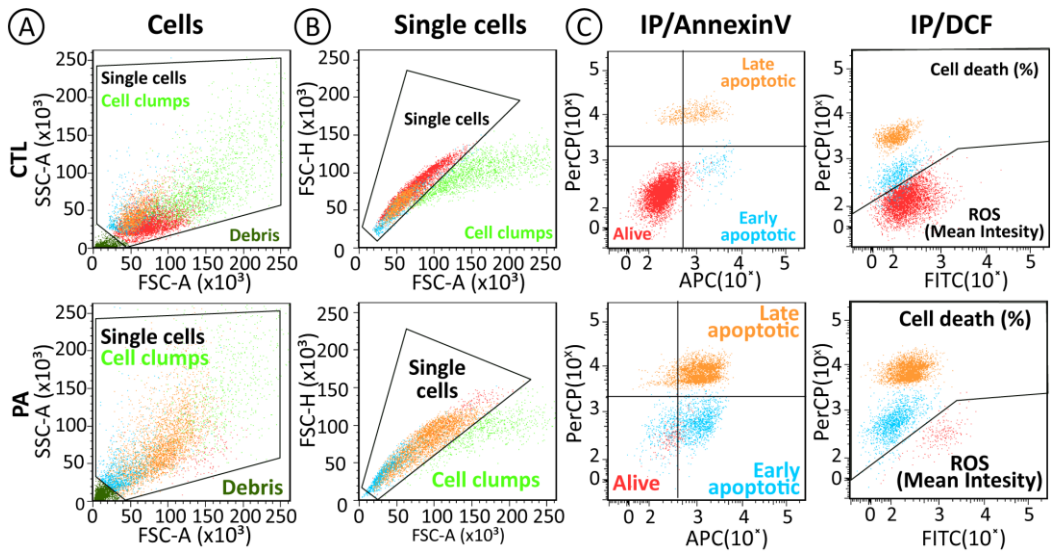 A
Cells
B
Single cells
C
IP/AnnexinV
IP/DCF
CTL
SSC-A (x10³)
250
200
150
100
50
0
Single cells
Cell clumps
Debris
0 50 100 150 200 250
FSC-A (x10³)
FSC-H (x10³)
250
200
150
100
50
0
Single cells
Cell clumps
0 50 100 150 200 250
FSC-A (x10³)
PerCP(10ˣ)
5
4
3
2
0
Late
apoptotic
Alive
Early
apoptotic
0 2 3 4 5
APC(10ˣ)
PerCP(10ˣ)
5
4
3
2
0
Cell death (%)
ROS
(Mean Intesity)
0 2 3 4 5
FITC(10ˣ)
PA
SSC-A (x10³)
250
200
150
100
50
0
Single cells
Cell clumps
Debris
0 50 100 150 200 250
FSC-A (x10³)
FSC-H (x10³)
250
200
150
100
50
0
Single
cells
Cell clumps
0 50 100 150 200 250
FSC-A (x10³)
PerCP(10ˣ)
5
4
3
2
0
Late
apoptotic
Alive
Early
apoptotic
0 2 3 4 5
APC(10ˣ)
PerCP(10ˣ)
5
4
3
2
0
Cell death (%)
ROS
(Mean Intesity)
0 2 3 4 5
FITC(10ˣ)